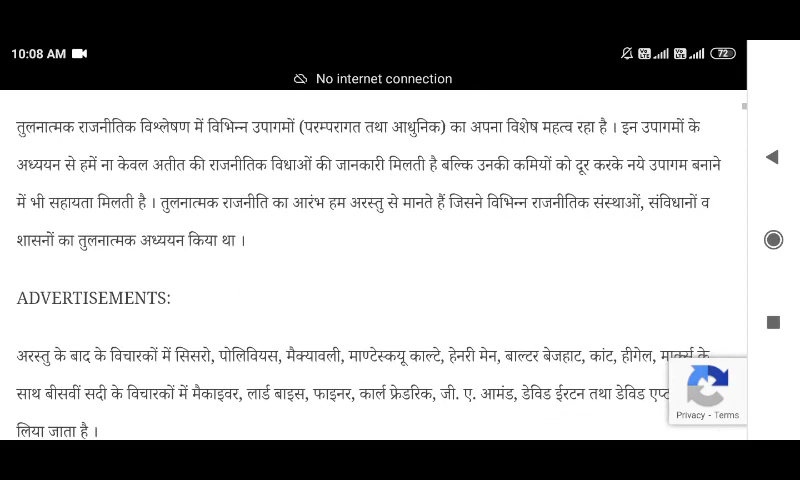 10:08 AM
72
No internet connection
तुलनात्मक राजनीतिक विश्लेषण में विभिन्न उपागमों (परम्परागत तथा आधुनिक) का अपना विशेष महत्व रहा है । इन उपागमों के
अध्ययन से हमें ना केवल अतीत की राजनीतिक विधाओं की जानकारी मिलती है बल्कि उनकी कमियों को दूर करके नये उपागम बनाने
में भी सहायता मिलती है । तुलनात्मक राजनीति का आरंभ हम अरस्तु से मानते हैं जिसने विभिन्न राजनीतिक संस्थाओं, संविधानों व
शासनों का तुलनात्मक अध्ययन किया था ।
ADVERTISEMENTS:
अरस्तु के बाद के विचारकों में सिसरो, पोलिवियस, मैक्यावली, माण्टेस्कयू काल्टे, हेनरी मेन, बाल्टर बेजहाट, कांट, हीगेल, मार्क्स के
साथ बीसवीं सदी के विचारकों में मैकाइवर, लार्ड बाइस, फाइनर, कार्ल फ्रेडरिक, जी. ए. आमंड, डेविड ईरटन तथा डेविड
Privacy - Terms
लिया जाता है ।